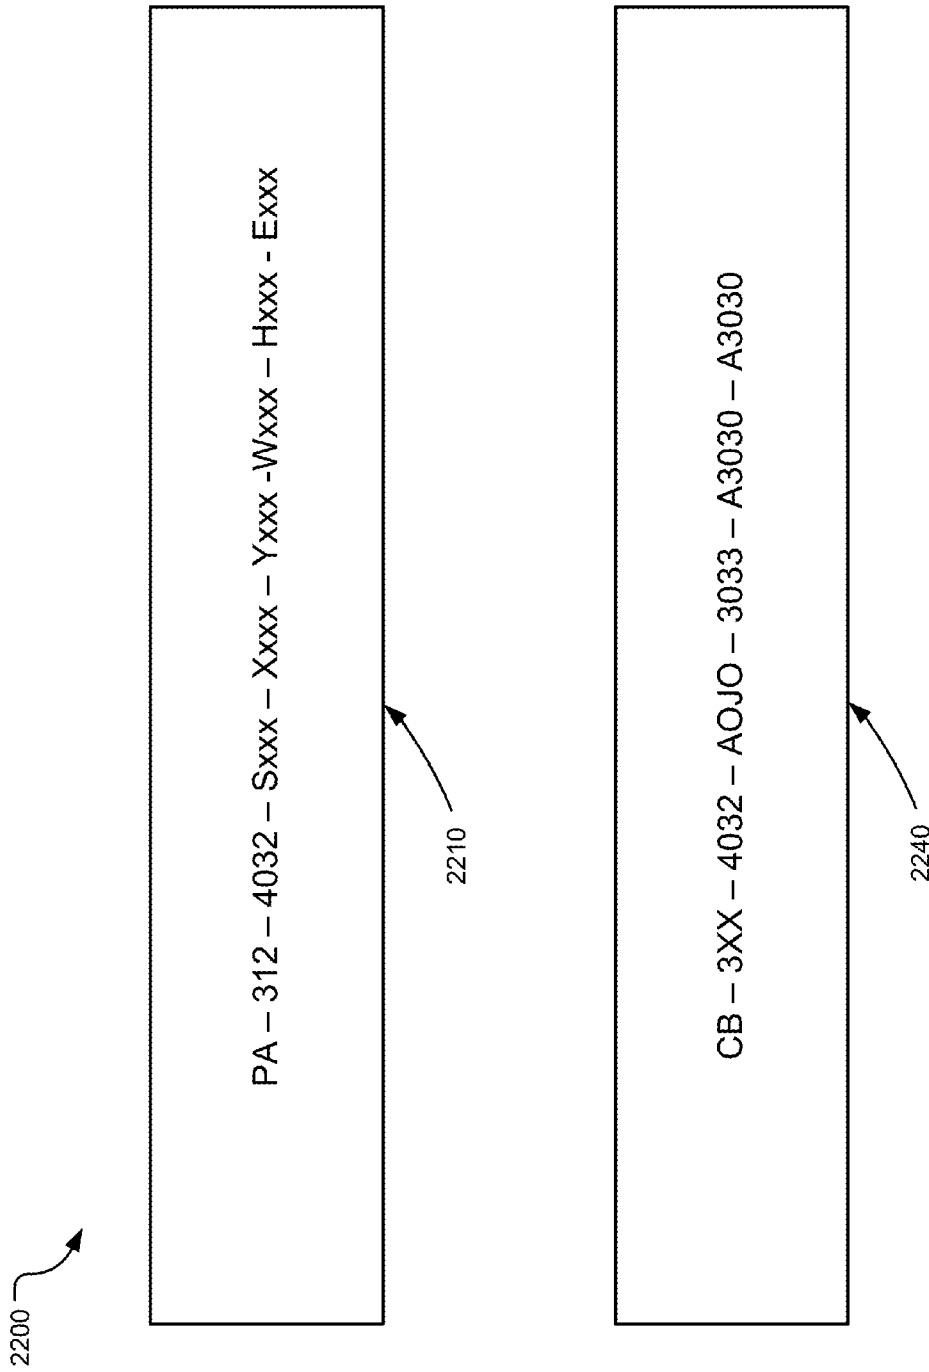 2200
PA – 312 – 4032 – Sxxx – Xxxx – Yxxx -Wxxx – Hxxx - Exxx
2210
CB – 3XX – 4032 – AOJO – 3033 – A3030 – A3030
2240